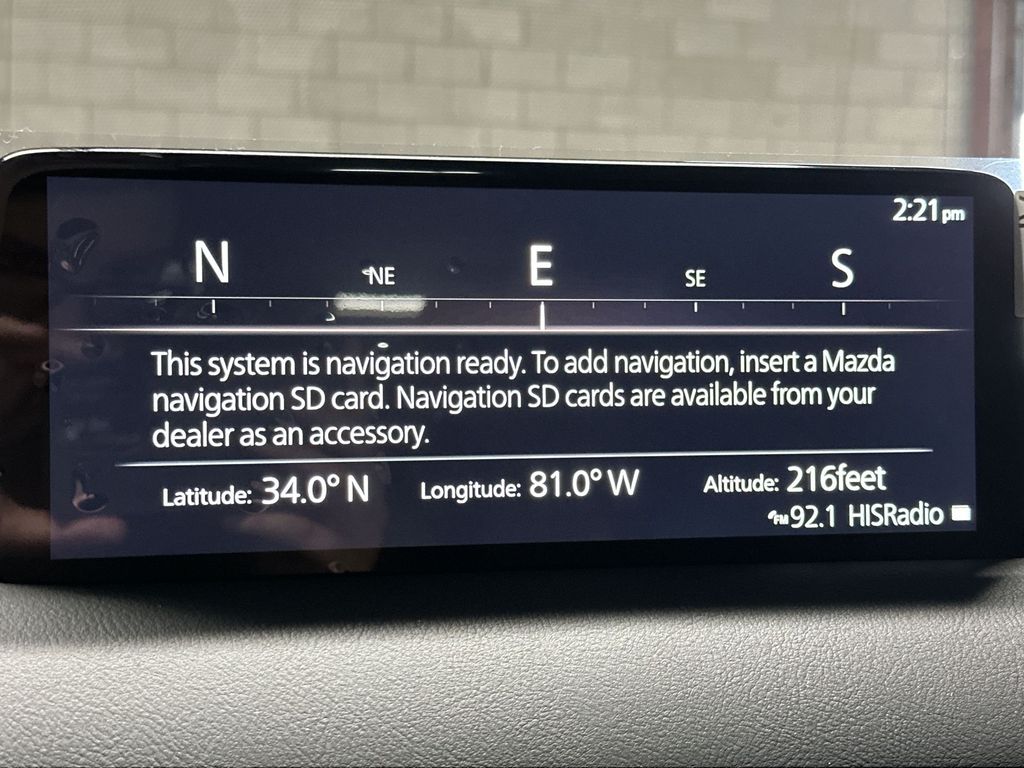 2:21 pm
N NE E SE S
This system is navigation ready. To add navigation, insert a Mazda
navigation SD card. Navigation SD cards are available from your
dealer as an accessory.
Latitude: 34.0° N Longitude: 81.0° W Altitude: 216feet
FM 92.1 HISRadio